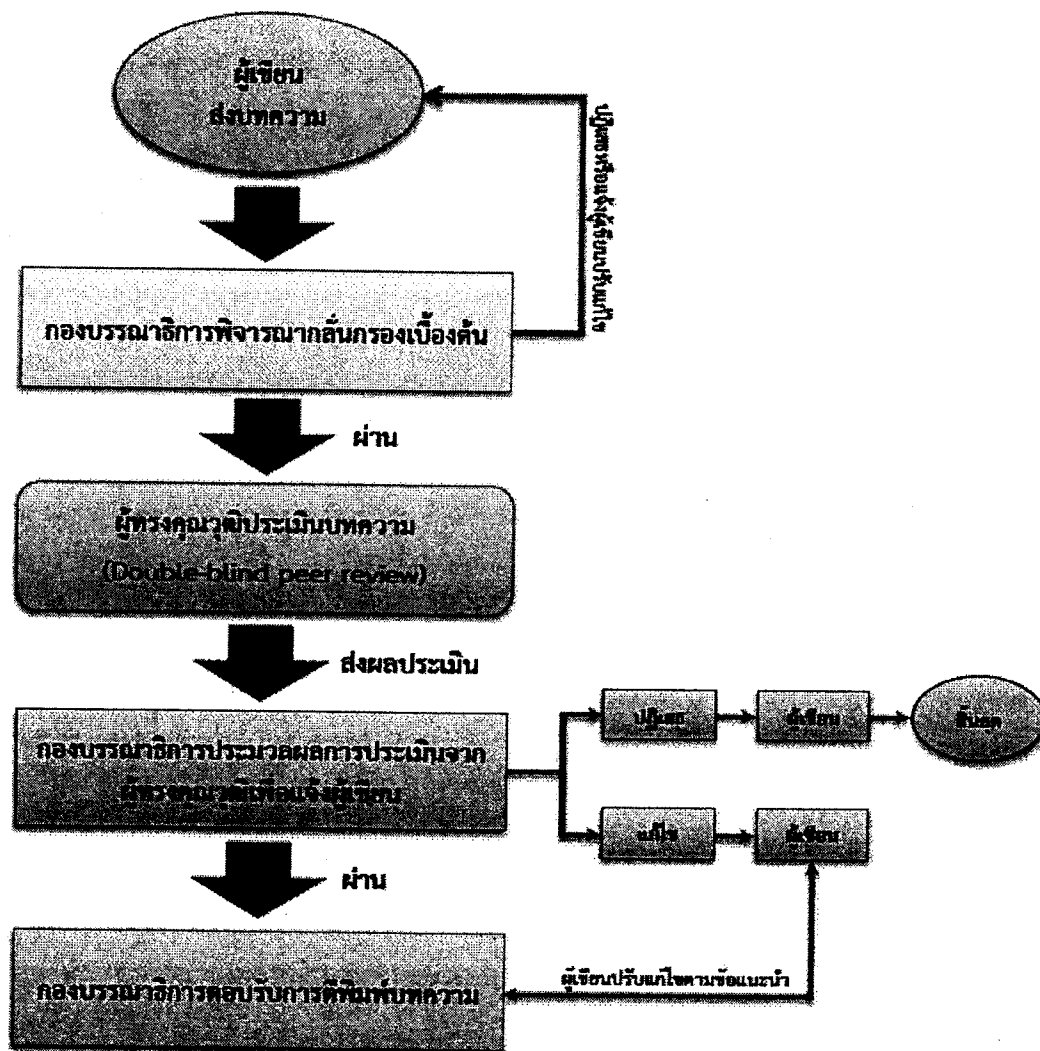 ผู้เขียน
ส่งบทความ
ปฏิเสธหรือแจ้งผู้เขียนปรับแก้ไข
กองบรรณาธิการพิจารณากลั่นกรองเบื้องต้น
ผ่าน
ผู้ทรงคุณวุฒิประเมินบทความ
(Double-blind peer review)
ส่งผลประเมิน
กองบรรณาธิการประมวลผลการประเมินจาก
ผู้ทรงคุณวุฒิเพื่อแจ้งผู้เขียน
ปฏิเสธ
ผู้เขียน
สิ้นสุด
แก้ไข
ผู้เขียน
ผ่าน
กองบรรณาธิการตอบรับการตีพิมพ์บทความ
ผู้เขียนปรับแก้ไขตามข้อแนะนำ